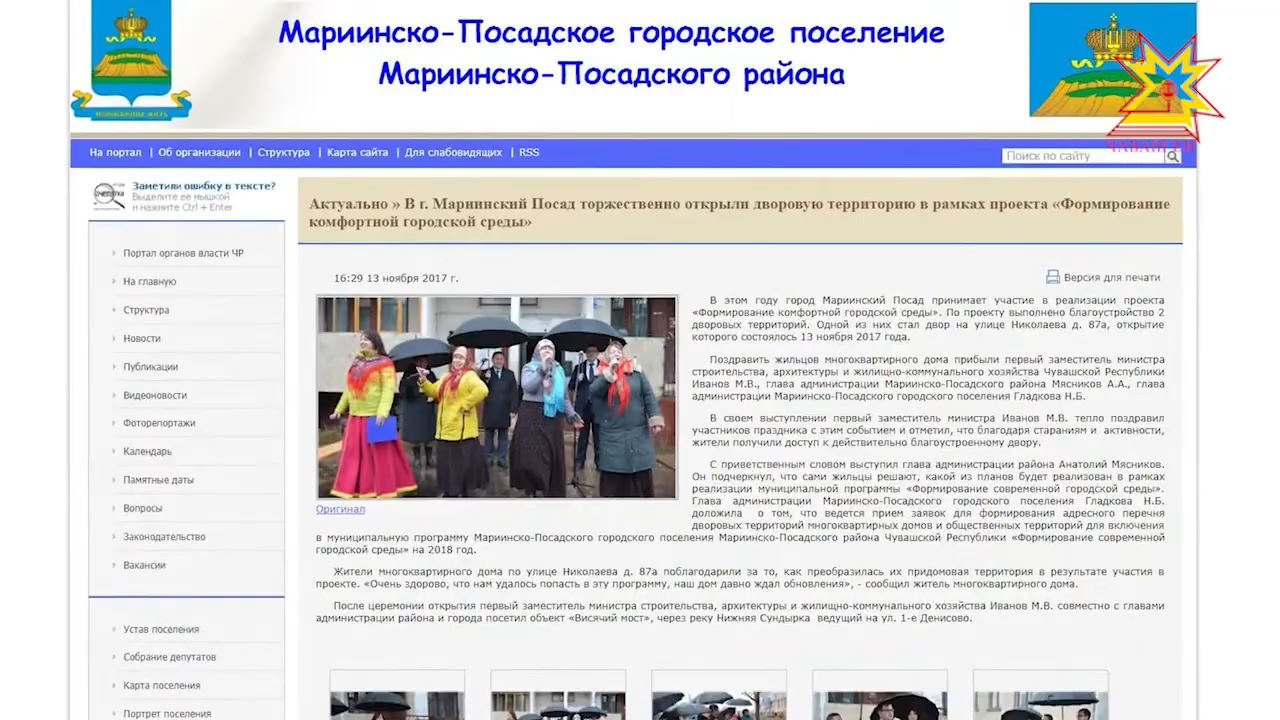 Мариинско-Посадское городское поселение
Мариинско-Посадского района
На портал | Об организации | Структура | Карта сайта | Для слабовидящих | RSS
Поиск по сайту
Заметили ошибку в тексте?
Выделите ее мышкой
и нажмите Ctrl + Enter
Портал органов власти ЧР
На главную
Структура
Новости
Публикации
Видеоновости
Фоторепортажи
Календарь
Памятные даты
Вопросы
Законодательство
Вакансии
Устав поселения
Собрание депутатов
Карта поселения
Портрет поселения
Актуально » В г. Мариинский Посад торжественно открыли дворовую территорию в рамках проекта «Формирование
комфортной городской среды»
16:29 13 ноября 2017 г.
Версия для печати
Оригинал
В этом году город Мариинский Посад принимает участие в реализации проекта
«Формирование комфортной городской среды». По проекту выполнено благоустройство 2
дворовых территорий. Одной из них стал двор на улице Николаева д. 87а, открытие
которого состоялось 13 ноября 2017 года.
Поздравить жильцов многоквартирного дома прибыли первый заместитель министра
строительства, архитектуры и жилищно-коммунального хозяйства Чувашской Республики
Иванов М.В., глава администрации Мариинско-Посадского района Мясников А.А., глава
администрации Мариинско-Посадского городского поселения Гладкова Н.Б.
В своем выступлении первый заместитель министра Иванов М.В. тепло поздравил
участников праздника с этим событием и отметил, что благодаря стараниям и активности,
жители получили доступ к действительно благоустроенному двору.
С приветственным словом выступил глава администрации района Анатолий Мясников.
Он подчеркнул, что сами жильцы решают, какой из планов будет реализован в рамках
реализации муниципальной программы «Формирование современной городской среды».
Глава администрации Мариинско-Посадского городского поселения Гладкова Н.Б.
доложила о том, что ведется прием заявок для формирования адресного перечня
дворовых территорий многоквартирных домов и общественных территорий для включения
в муниципальную программу Мариинско-Посадского городского поселения Мариинско-Посадского района Чувашской Республики «Формирование современной
городской среды» на 2018 год.
Жители многоквартирного дома по улице Николаева д. 87а поблагодарили за то, как преобразилась их придомовая территория в результате участия в
проекте. «Очень здорово, что нам удалось попасть в эту программу, наш дом давно ждал обновления», - сообщил житель многоквартирного дома.
После церемонии открытия первый заместитель министра строительства, архитектуры и жилищно-коммунального хозяйства Иванов М.В. совместно с главами
администрации района и города посетил объект «Висячий мост», через реку Нижняя Сундырка ведущий на ул. 1-е Денисово.